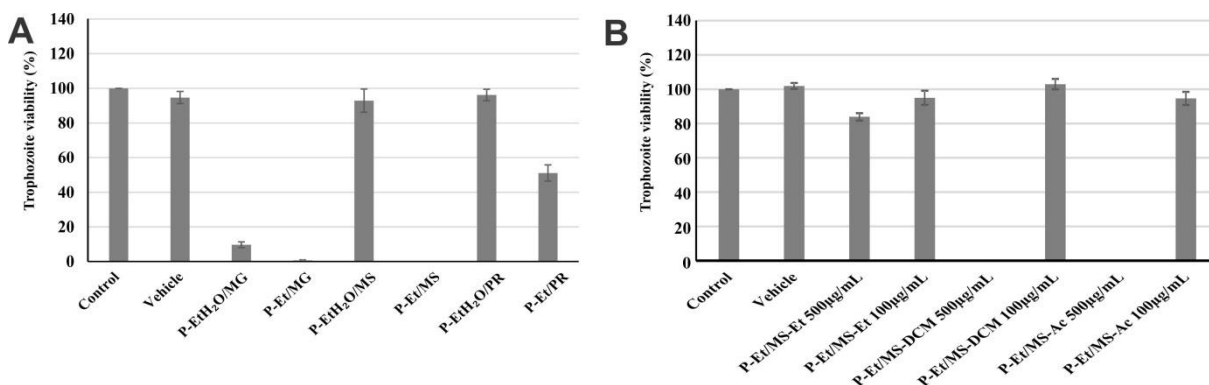 A
Trophozoite viability (%)
140
120
100
80
60
40
20
0
Control
Vehicle
P-EtH₂O/MG
P-Et/MG
P-EtH₂O/MS
P-Et/MS
P-EtH₂O/PR
P-Et/PR
B
Trophozoite viability (%)
140
120
100
80
60
40
20
0
Control
Vehicle
P-Et/MS-Et 500µg/mL
P-Et/MS-Et 100µg/mL
P-Et/MS-DCM 500µg/mL
P-Et/MS-DCM 100µg/mL
P-Et/MS-Ac 500µg/mL
P-Et/MS-Ac 100µg/mL